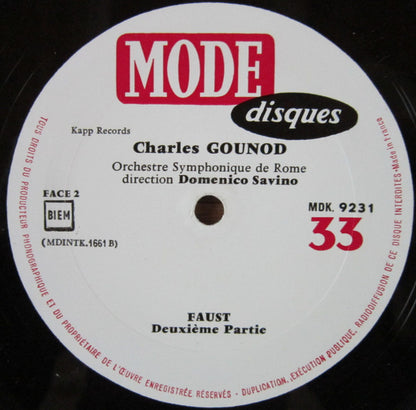 MODE
disques
Kapp Records
Charles GOUNOD
Orchestre Symphonique de Rome
direction Domenico Savino
FACE 2
BIEM
(MDINTK.1661 B)
MDK. 9231
33
FAUST
Deuxième Partie
TOUS DROITS DU PRODUCTEUR PHONOGRAPHIQUE ET DU PROPRIÉTAIRE DE L'ŒUVRE ENREGISTRÉE RÉSERVÉS - DUPLICATION, EXÉCUTION PUBLIQUE, RADIODIFFUSION DE CE DISQUE INTERDITES - Made in France